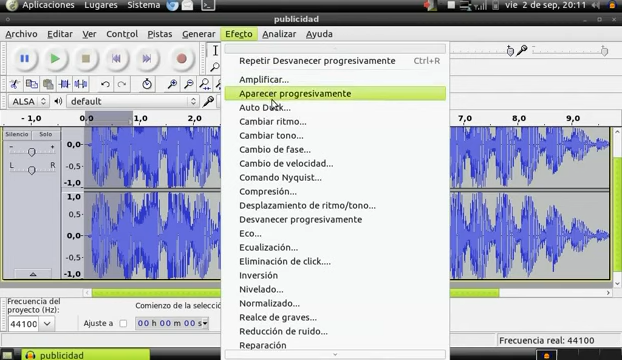 Aplicaciones Lugares Sistema vie 2 de sep, 20:11
publicidad
Archivo Editar Ver Control Pistas Generar Efecto Analizar Ayuda
Repetir Desvanecer progresivamente Ctrl+R
Amplificar...
Aparecer progresivamente
Auto Duck...
Cambiar ritmo...
Cambiar tono...
Cambio de fase...
Cambio de velocidad...
Comando Nyquist...
Compresión...
Desplazamiento de ritmo/tono...
Desvanecer progresivamente
Eco...
Ecualización...
Eliminación de click....
Inversión
Nivelado...
Normalizado...
Realce de graves...
Reducción de ruido...
Reparación
ALSA default
- 1,0 0,0 1,0 2,0 7,0 8,0 9,0
Silencio Solo
- +
L R
0,0
-1,0
1,0
0,0
-1,0
Frecuencia del
proyecto (Hz):
44100
Comienzo de la selecció
Ajuste a
00 h 00 m 00 s
Frecuencia real: 44100
publicidad